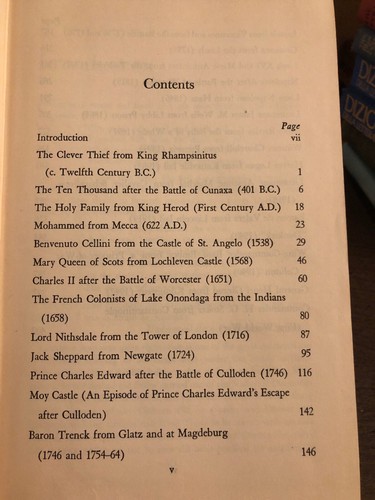 Contents
Page
Introduction vii
The Clever Thief from King Rhampsinitus
(c. Twelfth Century B.C.) 1
The Ten Thousand after the Battle of Cunaxa (401 B.C.) 6
The Holy Family from King Herod (First Century A.D.) 18
Mohammed from Mecca (622 A.D.) 23
Benvenuto Cellini from the Castle of St. Angelo (1538) 29
Mary Queen of Scots from Lochleven Castle (1568) 46
Charles II after the Battle of Worcester (1651) 60
The French Colonists of Lake Onondaga from the Indians
(1658) 80
Lord Nithsdale from the Tower of London (1716) 87
Jack Sheppard from Newgate (1724) 95
Prince Charles Edward after the Battle of Culloden (1746) 116
Moy Castle (An Episode of Prince Charles Edward's Escape
after Culloden) 142
Baron Trenck from Glatz and at Magdeburg
(1746 and 1754–64) 146
v